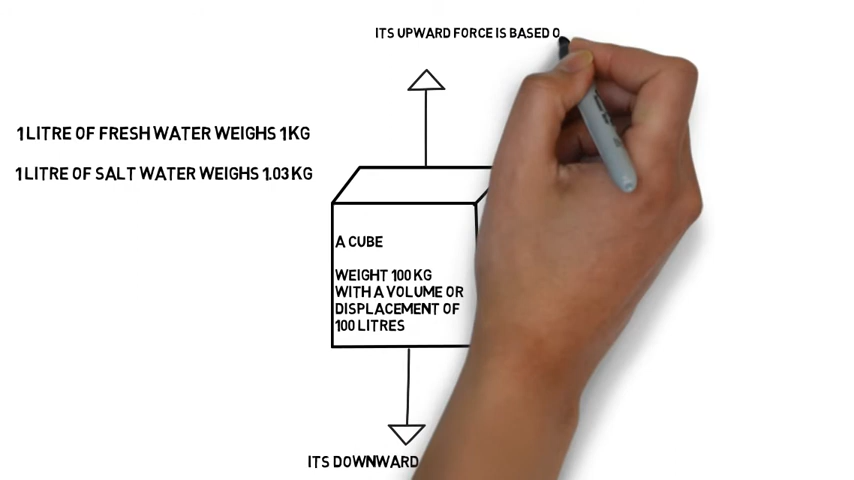 ITS UPWARD FORCE IS BASED O
1 LITRE OF FRESH WATER WEIGHS 1 KG
1 LITRE OF SALT WATER WEIGHS 1.03 KG
A CUBE
WEIGHT 100 KG
WITH A VOLUME OR
DISPLACEMENT OF
100 LITRES
ITS DOWNWARD